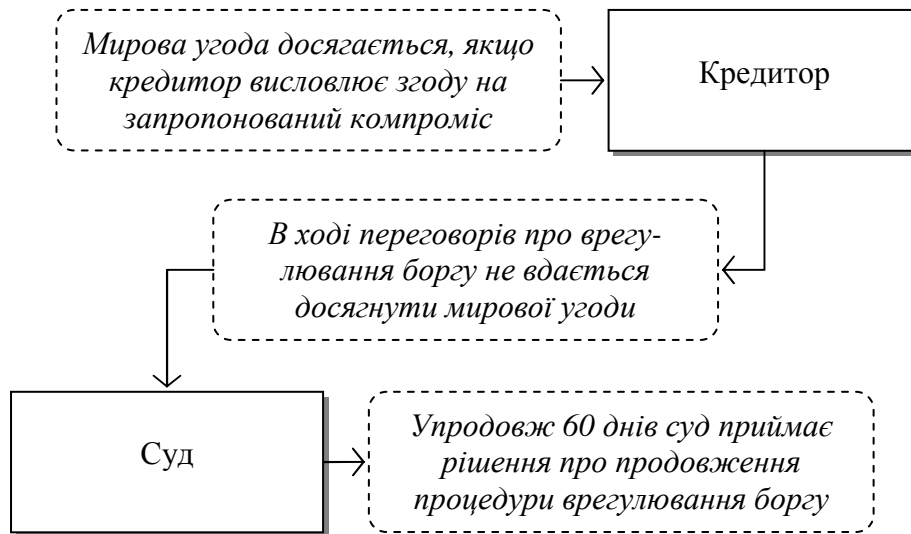 Мирова угода досягається, якщо
кредитор висловлює згоду на
запропонований компроміс
Кредитор
В ході переговорів про врегу-
лювання боргу не вдається
досягнути мирової угоди
Суд
Упродовж 60 днів суд приймає
рішення про продовження
процедури врегулювання боргу